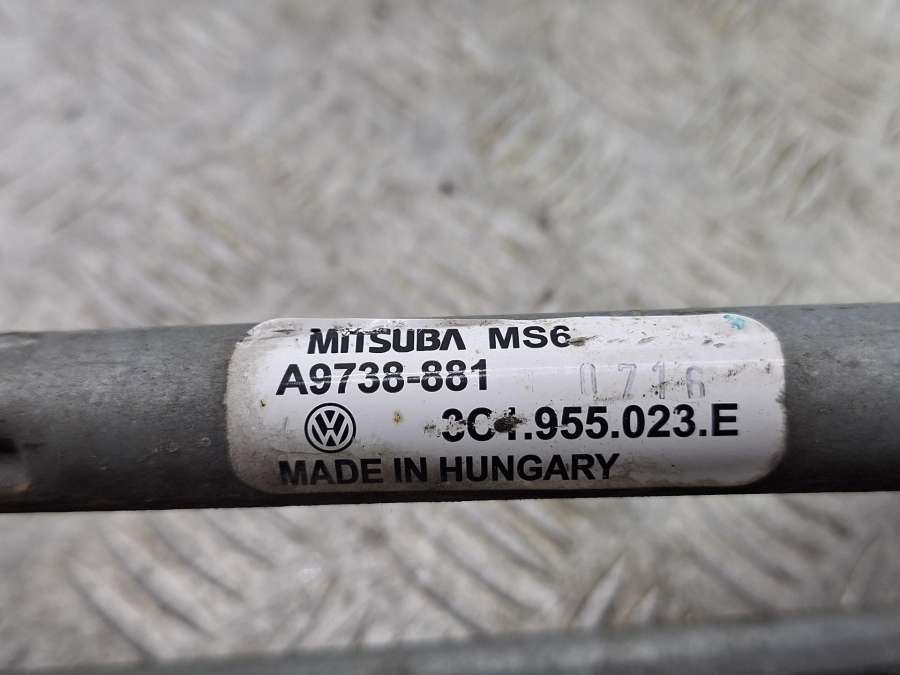 MITSUBA MS6
A9738-881 0716
3C1.955.023.E
MADE IN HUNGARY